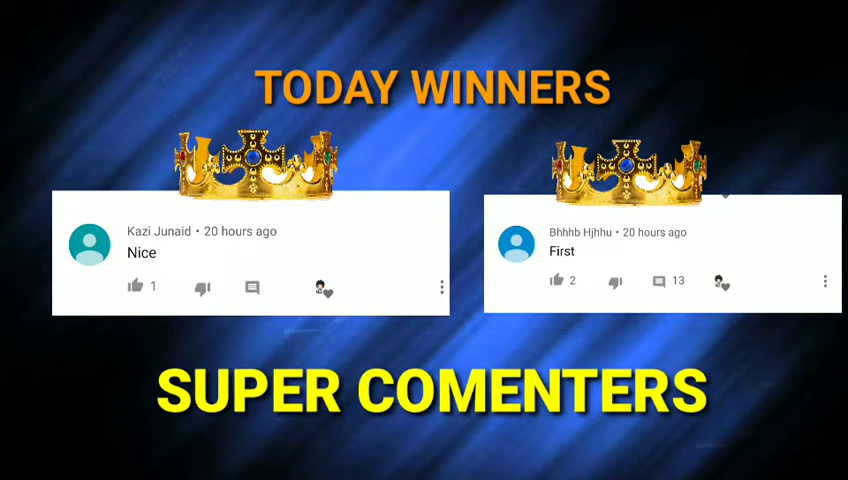 TODAY WINNERS
Kazi Junaid • 20 hours ago
Nice
1
Bhhhb Hjhhu • 20 hours ago
First
2 13
SUPER COMENTERS